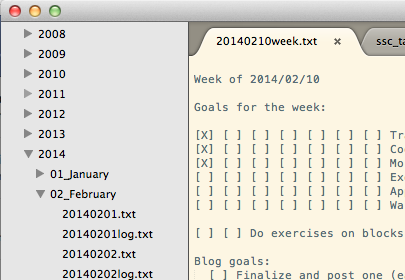 2008
2009
2010
2011
2012
2013
2014
01_January
02_February
20140201.txt
20140201log.txt
20140202.txt
20140202log.txt
20140210week.txt ×
Week of 2014/02/10
Goals for the week:
[X] [ ] [ ] [ ] [ ] [ ] [ ] Tr
[X] [ ] [ ] [ ] [ ] [ ] [ ] Co
[X] [ ] [ ] [ ] [ ] [ ] [ ] Mo
[ ] [ ] [ ] [ ] [ ] [ ] [ ] Ex
[ ] [ ] [ ] [ ] [ ] [ ] [ ] Ap
[ ] [ ] [ ] [ ] [ ] [ ] [ ] Wa
[ ] [ ] Do exercises on blocks
Blog goals:
[ ] Finalize and post one (ea
ssc_ta